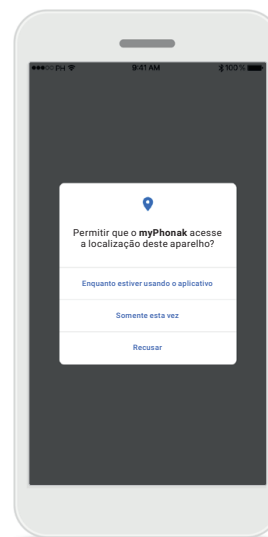 PH 9:41 AM 100%
Permitir que o myPhonak acesse
a localização deste aparelho?
Enquanto estiver usando o aplicativo
Somente esta vez
Recusar